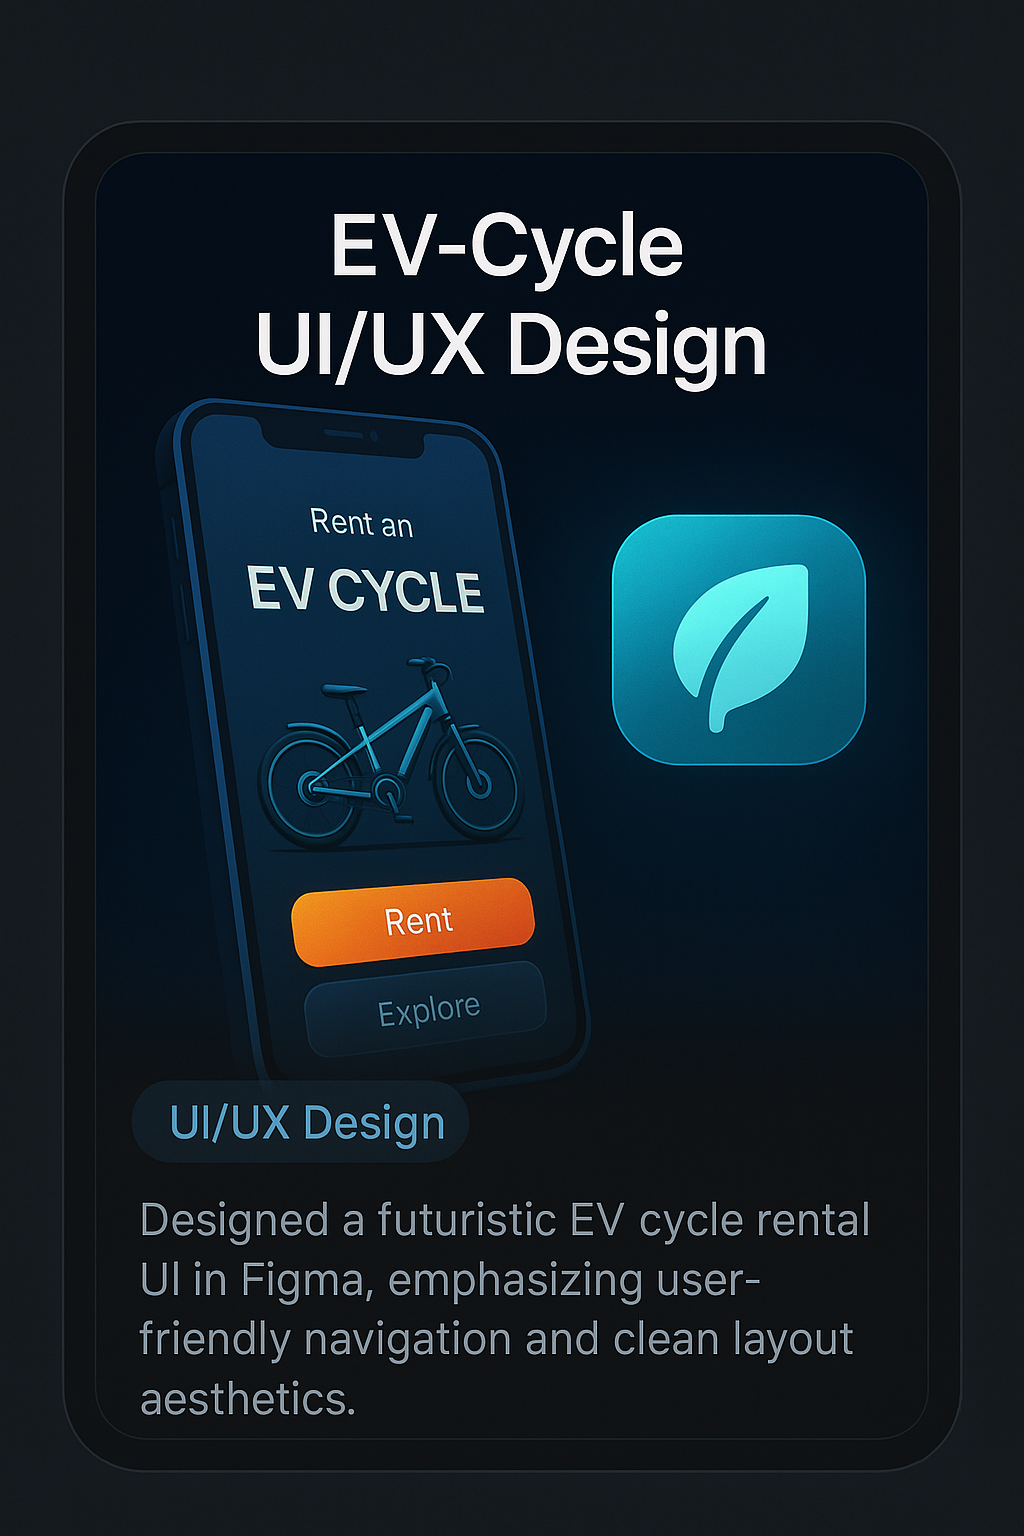 EV-Cycle
UI/UX Design
Rent an
EV CYCLE
Rent
Explore
UI/UX Design
Designed a futuristic EV cycle rental
UI in Figma, emphasizing user-
friendly navigation and clean layout
aesthetics.